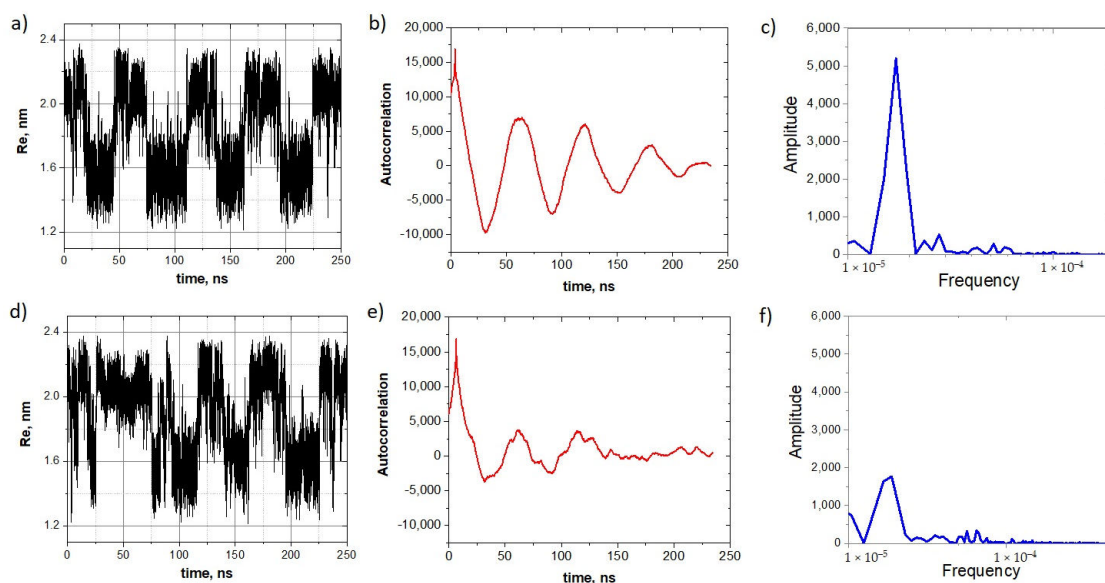 a)
Re, nm
2.4
2.0
1.6
1.2
0 50 100 150 200 250
time, ns
b)
Autocorrelation
20,000
15,000
10,000
5,000
0
-5,000
-10,000
0 50 100 150 200 250
time, ns
c)
Amplitude
6,000
5,000
4,000
3,000
2,000
1,000
0
1 × 10⁻⁵ 1 × 10⁻⁴
Frequency
d)
Re, nm
2.4
2.0
1.6
1.2
0 50 100 150 200 250
time, ns
e)
Autocorrelation
20,000
15,000
10,000
5,000
0
-5,000
-10,000
0 50 100 150 200 250
time, ns
f)
Amplitude
6,000
5,000
4,000
3,000
2,000
1,000
0
1 × 10⁻⁵ 1 × 10⁻⁴
Frequency